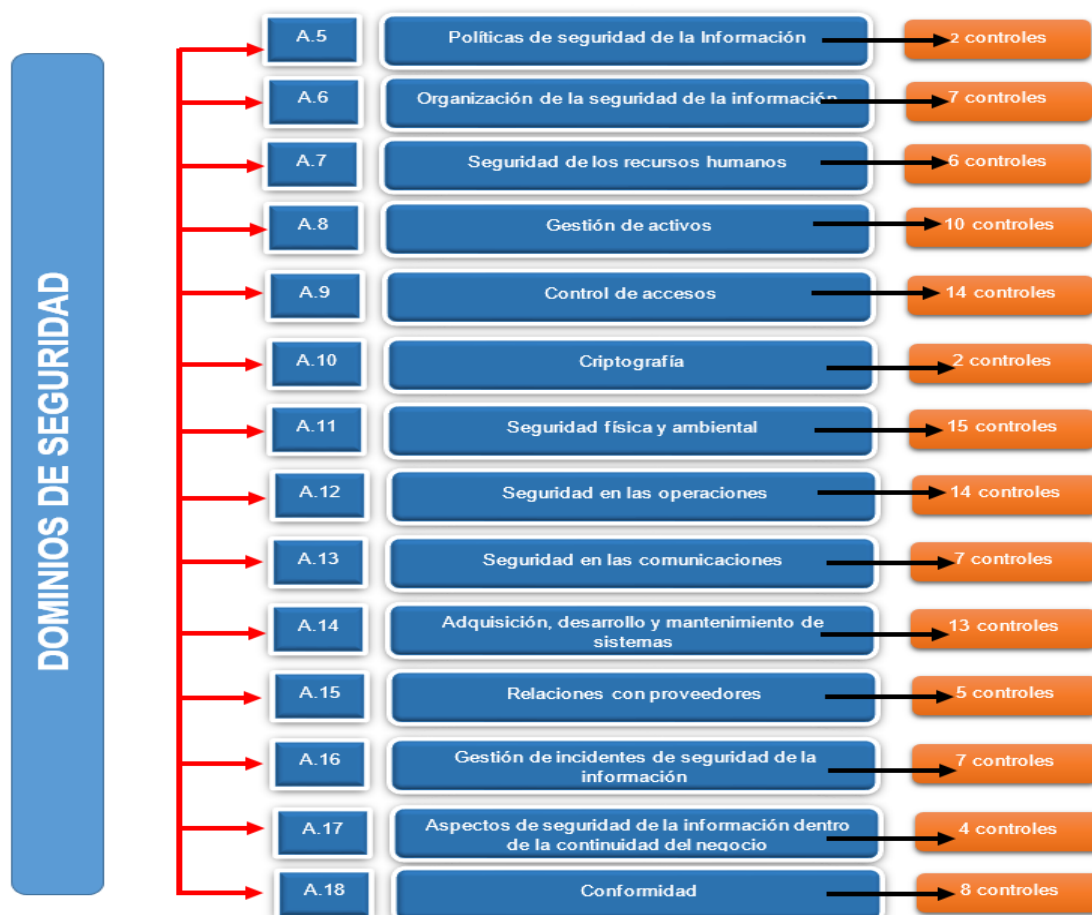 DOMINIOS DE SEGURIDAD
A.5
Políticas de seguridad de la Información
2 controles
A.6
Organización de la seguridad de la información
7 controles
A.7
Seguridad de los recursos humanos
6 controles
A.8
Gestión de activos
10 controles
A.9
Control de accesos
14 controles
A.10
Criptografía
2 controles
A.11
Seguridad física y ambiental
15 controles
A.12
Seguridad en las operaciones
14 controles
A.13
Seguridad en las comunicaciones
7 controles
A.14
Adquisición, desarrollo y mantenimiento de
sistemas
13 controles
A.15
Relaciones con proveedores
5 controles
A.16
Gestión de incidentes de seguridad de la
información
7 controles
A.17
Aspectos de seguridad de la información dentro
de la continuidad del negocio
4 controles
A.18
Conformidad
8 controles